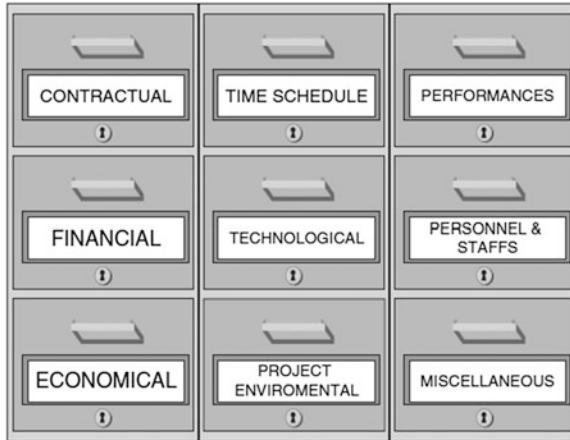 CONTRACTUAL
TIME SCHEDULE
PERFORMANCES
FINANCIAL
TECHNOLOGICAL
PERSONNEL &
STAFFS
ECONOMICAL
PROJECT
ENVIROMENTAL
MISCELLANEOUS